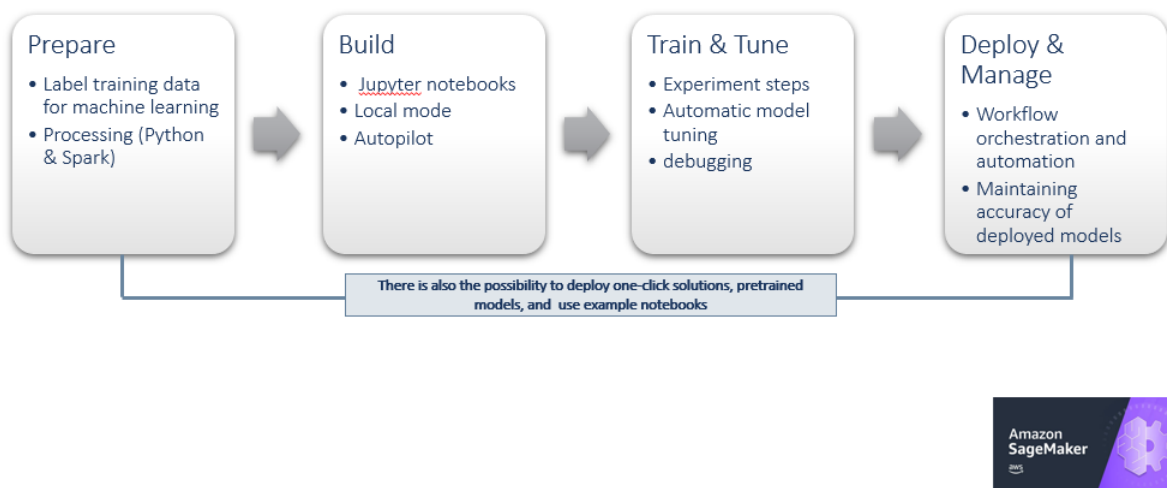 Prepare
• Label training data
for machine learning
• Processing (Python
& Spark)
Build
• Jupyter notebooks
• Local mode
• Autopilot
Train & Tune
• Experiment steps
• Automatic model
tuning
• debugging
Deploy &
Manage
• Workflow
orchestration and
automation
• Maintaining
accuracy of
deployed models
There is also the possibility to deploy one-click solutions, pretrained
models, and use example notebooks
Amazon
SageMaker
aws